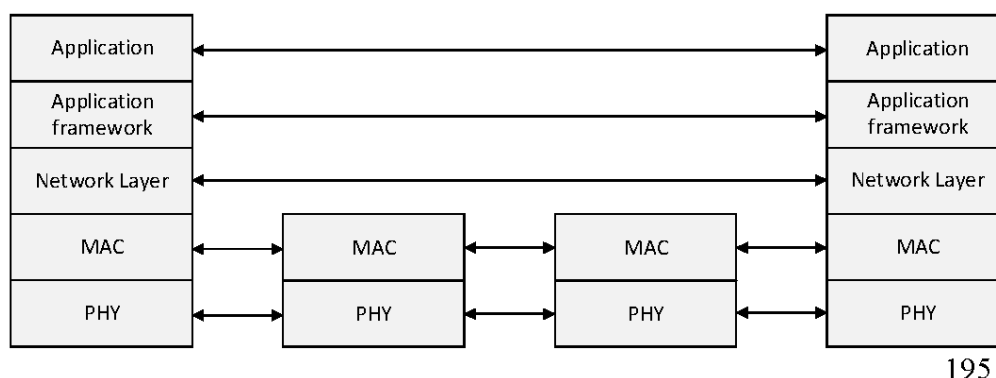 Application
Application
Application
framework
Application
framework
Network Layer
Network Layer
MAC
MAC
MAC
MAC
PHY
PHY
PHY
PHY
195